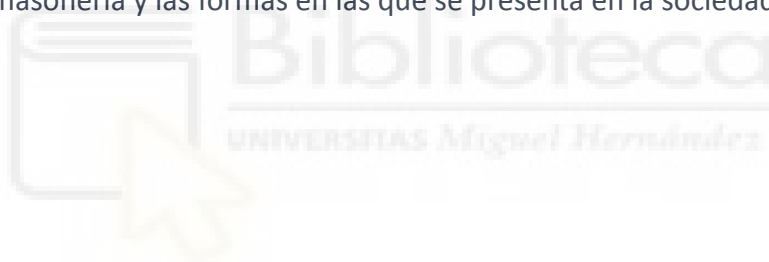 masonería y las formas en las que se presenta en la sociedad
Biblioteca
UNIVERSITAS Miguel Hernández